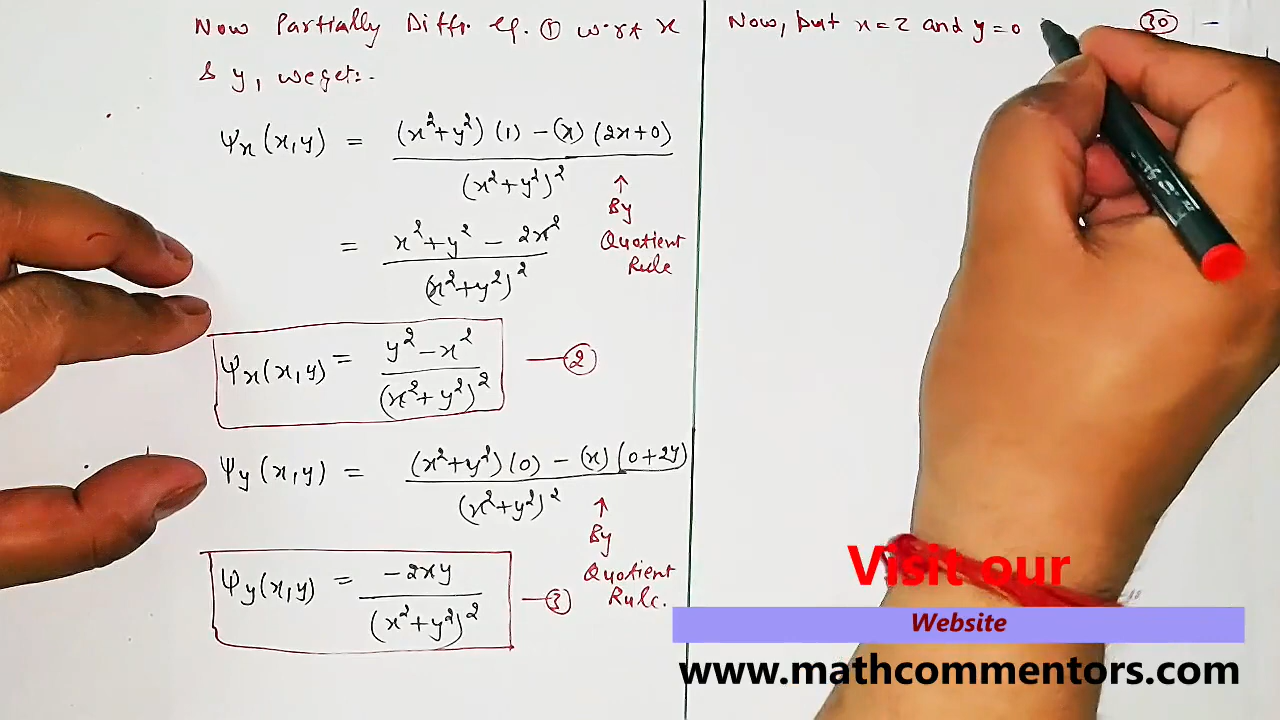 Now Partially Diffr. eq. ① w.r.t x
& y, we get:-
Ψx(x,y) = (x²+y²)(1) - (x)(2x+0) / (x²+y²)²
↑
By
Quotient
Rule
= x²+y² - 2x² / (x²+y²)²
Ψx(x,y) = y²-x² / (x²+y²)² —②
Ψy(x,y) = (x²+y²)(0) - (x)(0+2y) / (x²+y²)²
↑
By
Quotient
Rule.
Ψy(x,y) = -2xy / (x²+y²)² —③
Now, put x=z and y=0
30
Visit our
Website
www.mathcommentors.com